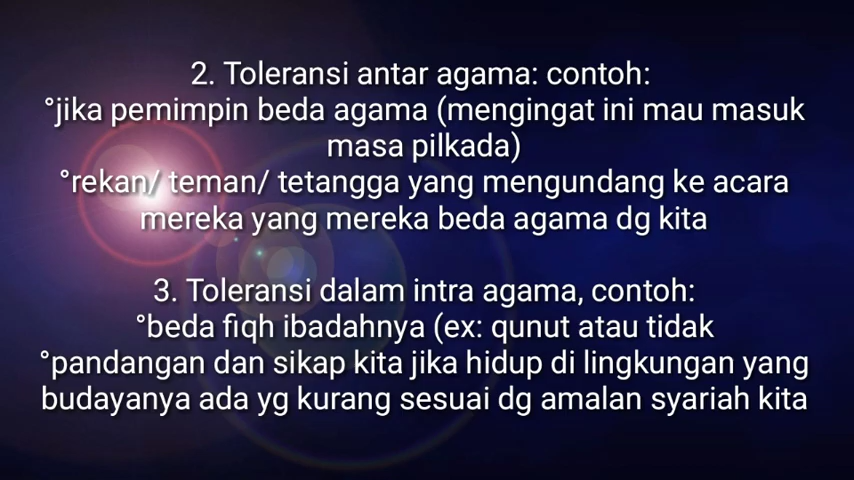 2. Toleransi antar agama: contoh:
°jika pemimpin beda agama (mengingat ini mau masuk
masa pilkada)
°rekan/ teman/ tetangga yang mengundang ke acara
mereka yang mereka beda agama dg kita
3. Toleransi dalam intra agama, contoh:
°beda fiqh ibadahnya (ex: qunut atau tidak
°pandangan dan sikap kita jika hidup di lingkungan yang
budayanya ada yg kurang sesuai dg amalan syariah kita